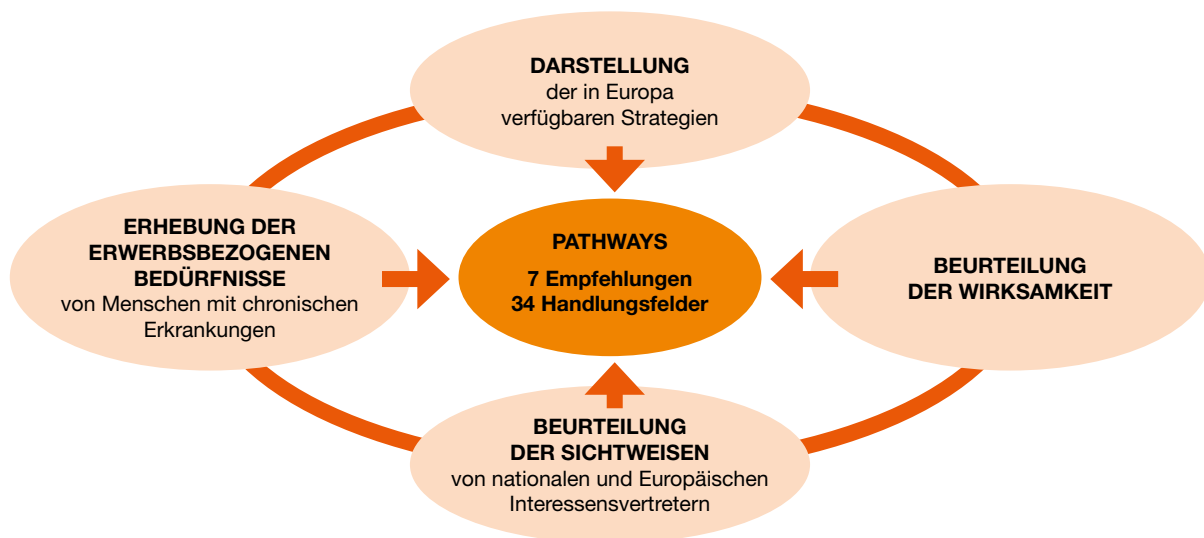 DARSTELLUNG
der in Europa
verfügbaren Strategien
ERHEBUNG DER
ERWERBSBEZOGENEN
BEDÜRFNISSE
von Menschen mit chronischen
Erkrankungen
PATHWAYS
7 Empfehlungen
34 Handlungsfelder
BEURTEILUNG
DER WIRKSAMKEIT
BEURTEILUNG
DER SICHTWEISEN
von nationalen und Europäischen
Interessensvertretern